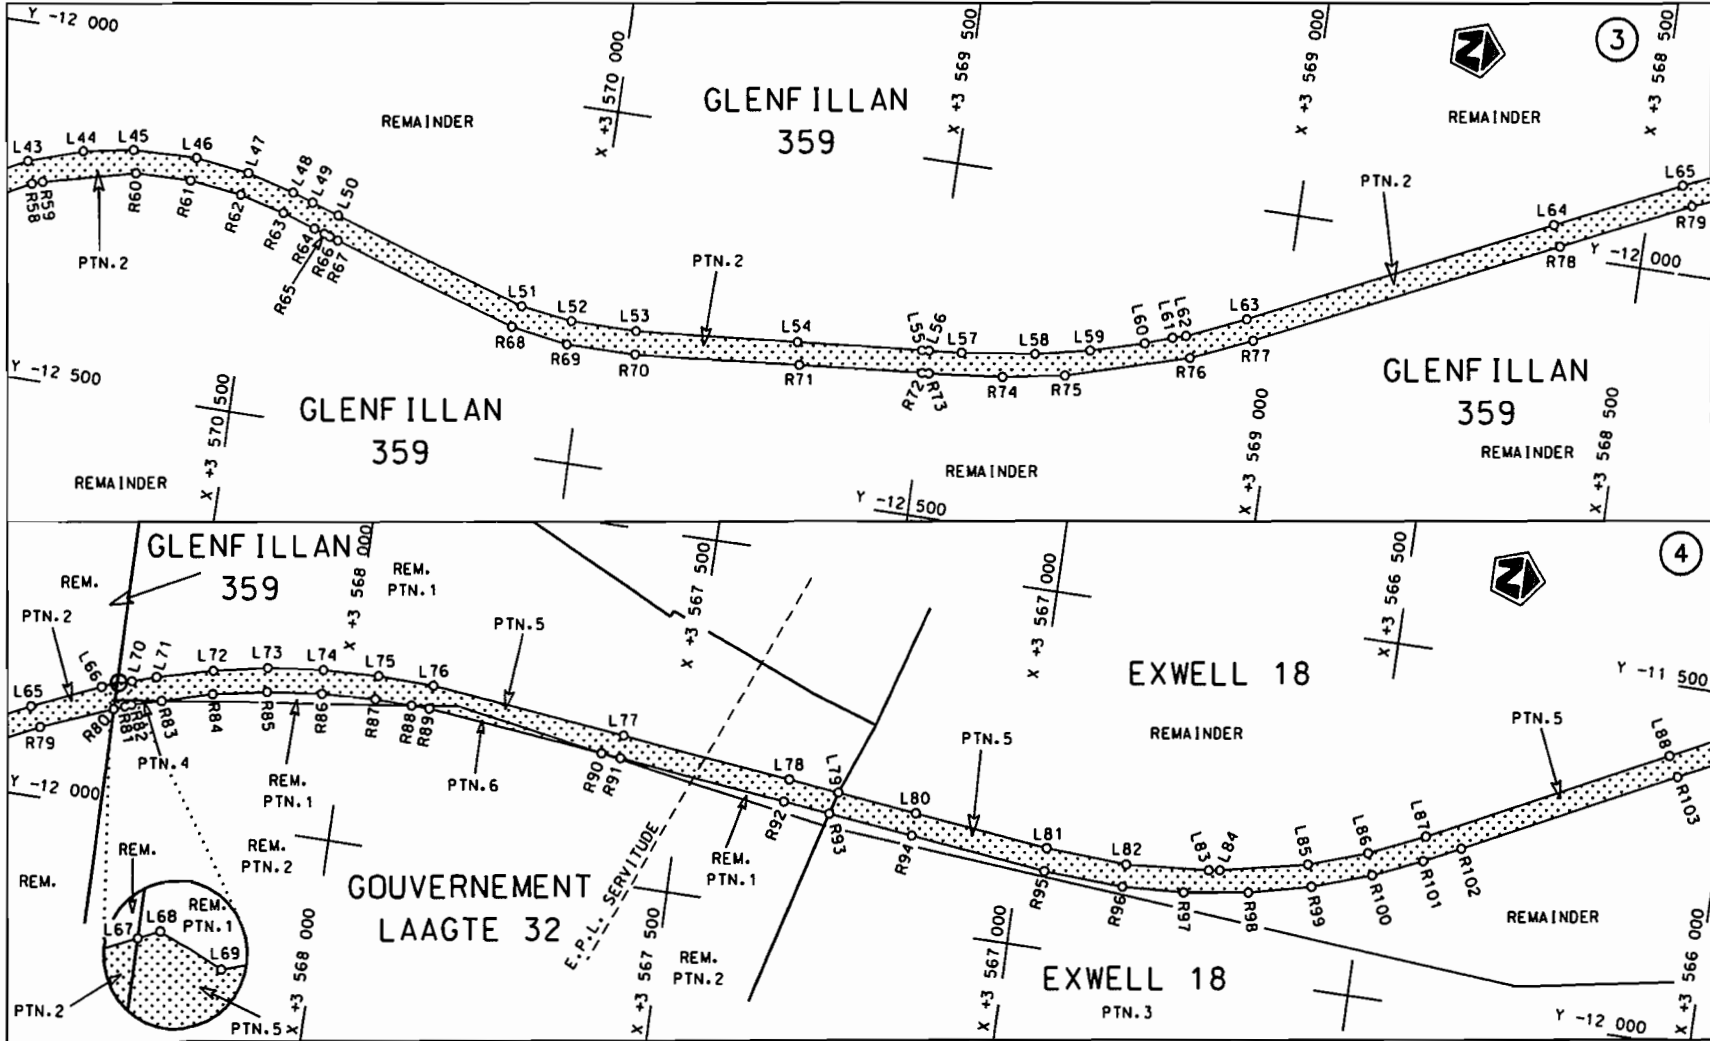 Y -12 000
X +3 570 000
X +3 569 500
X +3 569 000
X +3 568 500
N
3
GLENFILLAN
359
REMAINDER
REMAINDER
L43
L44
L45
L46
L47
L48
L49
L50
R58
R59
R60
R61
R62
R63
R64
R65
R66
R67
PTN.2
L51
L52
L53
L54
L55
L56
L57
L58
L59
L60
L61
L62
L63
L64
L65
PTN.2
PTN.2
R68
R69
R70
R71
R72
R73
R74
R75
R76
R77
R78
R79
Y -12 000
Y -12 500
X +3 570 500
GLENFILLAN
359
REMAINDER
REMAINDER
Y -12 500
X +3 569 000
GLENFILLAN
359
REMAINDER
X +3 568 500
GLENFILLAN
359
REM.
X +3 568 000
REM.
PTN.1
X +3 567 500
X +3 567 000
X +3 566 500
N
4
PTN.2
L65
L66
L70
L71
L72
L73
L74
L75
L76
PTN.5
L77
L78
L79
L80
L81
L82
L83
L84
L85
L86
L87
L88
EXWELL 18
REMAINDER
Y -11 500
PTN.5
PTN.5
R79
R80
R81
R82
R83
R84
R85
R86
R87
R88
R89
R90
R91
R92
R93
R94
R95
R96
R97
R98
R99
R100
R101
R102
R103
Y -12 000
PTN.4
REM.
PTN.1
PTN.6
REM.
PTN.2
REM.
PTN.1
REM.
REM.
GOUVERNEMENT
LAAGTE 32
E.P.L. SERVITUDE
L67
L68
REM.
PTN.1
L69
PTN.2
PTN.5
X +3 568 000
X +3 567 500
REM.
PTN.2
X +3 567 000
EXWELL 18
PTN.3
REMAINDER
Y -12 000
X +3 566 000